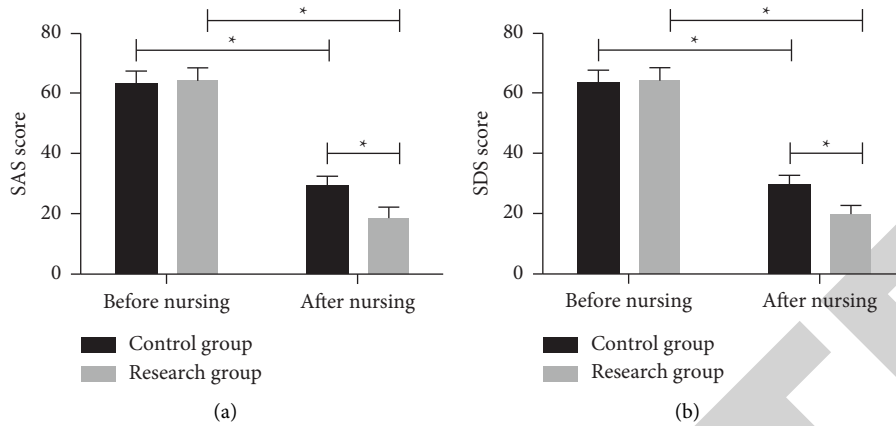 80
60
40
20
0
SAS score
*
*
*
Before nursing
After nursing
Control group
Research group
(a)
80
60
40
20
0
SDS score
*
*
*
Before nursing
After nursing
Control group
Research group
(b)